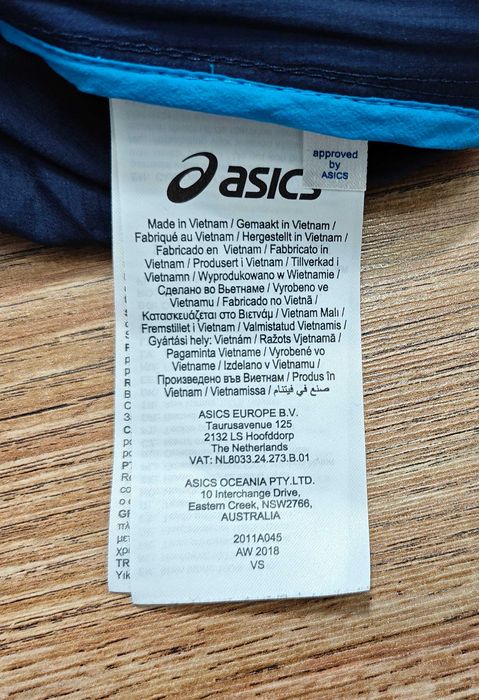 approved
by
ASICS
asics
Made in Vietnam / Gemaakt in Vietnam /
Fabriqué au Vietnam / Hergestellt in Vietnam /
Fabricado en Vietnam / Fabbricato in
Vietnam / Produsert i Vietnam / Tillverkad i
Vietnamn / Wyprodukowano w Wietnamie /
Сделано во Вьетнаме / Vyrobeno ve
Vietnamu / Fabricado no Vietnã /
Κατασκευάζεται στο Βιετνάμ / Vietnam Malı /
Fremstillet i Vietnam / Valmistatud Vietnamis /
Gyártási hely: Vietnám / Ražots Vjetnamā /
Pagaminta Vietname / Vyrobené vo
Vietname / Izdelano v Vietnamu /
Произведено във Виетнам / Produs în
Vietnam / Vietnamissa / صنع في فيتنام
ASICS EUROPE B.V.
Taurusavenue 125
2132 LS Hoofddorp
The Netherlands
VAT: NL8033.24.273.B.01
ASICS OCEANIA PTY.LTD.
10 Interchange Drive,
Eastern Creek, NSW2766,
AUSTRALIA
2011A045
AW 2018
VS